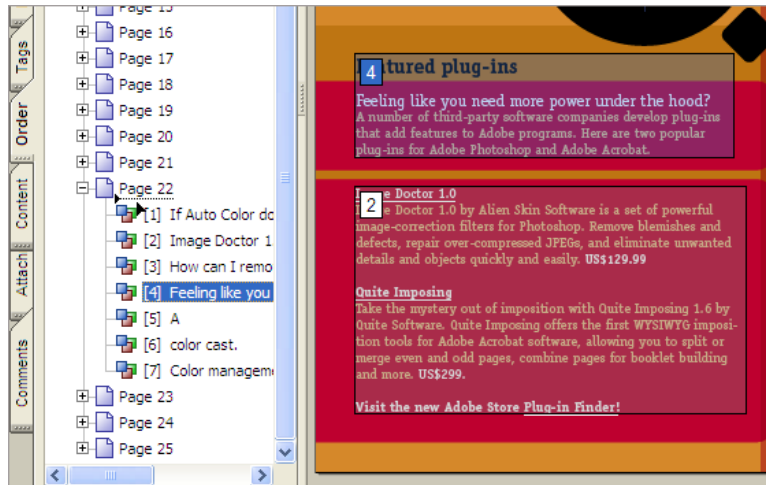 Tags
Order
Content
Attach
Comments
Page 15
Page 16
Page 17
Page 18
Page 19
Page 20
Page 21
Page 22
[1] If Auto Color do
[2] Image Doctor 1
[3] How can I remo
[4] Feeling like you
[5] A
[6] color cast.
[7] Color managem
Page 23
Page 24
Page 25
4
tured plug-ins
Feeling like you need more power under the hood?
A number of third-party software companies develop plug-ins
that add features to Adobe programs. Here are two popular
plug-ins for Adobe Photoshop and Adobe Acrobat.
2
Doctor 1.0
Doctor 1.0 by Alien Skin Software is a set of powerful
image-correction filters for Photoshop. Remove blemishes and
defects, repair over-compressed JPEGs, and eliminate unwanted
details and objects quickly and easily. US$129.99
Quite Imposing
Take the mystery out of imposition with Quite Imposing 1.6 by
Quite Software. Quite Imposing offers the first WYSIWYG imposi-
tion tools for Adobe Acrobat software, allowing you to split or
merge even and odd pages, combine pages for booklet building
and more. US$299.
Visit the new Adobe Store Plug-in Finder!